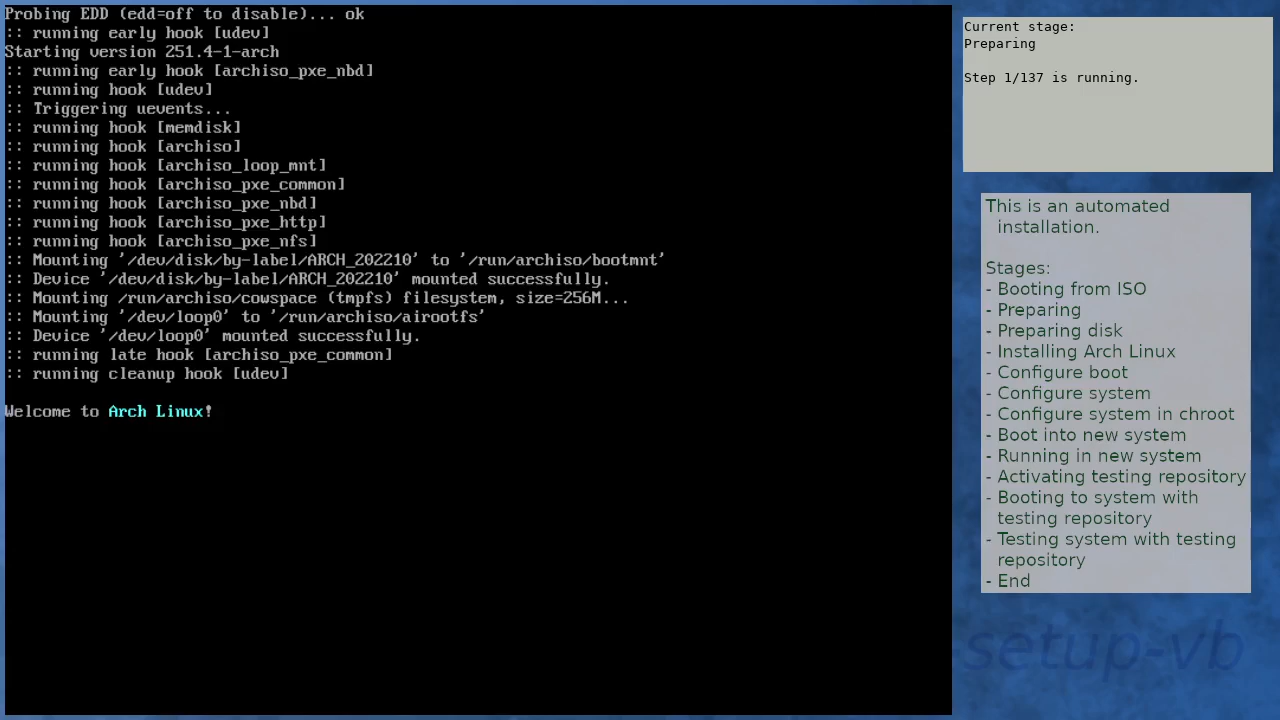 Probing EDD (edd=off to disable)... ok
:: running early hook [udev]
Starting version 251.4-1-arch
:: running early hook [archiso_pxe_nbd]
:: running hook [udev]
:: Triggering uevents...
:: running hook [memdisk]
:: running hook [archiso]
:: running hook [archiso_loop_mnt]
:: running hook [archiso_pxe_common]
:: running hook [archiso_pxe_nbd]
:: running hook [archiso_pxe_http]
:: running hook [archiso_pxe_nfs]
:: Mounting '/dev/disk/by-label/ARCH_202210' to '/run/archiso/bootmnt'
:: Device '/dev/disk/by-label/ARCH_202210' mounted successfully.
:: Mounting /run/archiso/cowspace (tmpfs) filesystem, size=256M...
:: Mounting '/dev/loop0' to '/run/archiso/airootfs'
:: Device '/dev/loop0' mounted successfully.
:: running late hook [archiso_pxe_common]
:: running cleanup hook [udev]
Welcome to Arch Linux!
Current stage:
Preparing
Step 1/137 is running.
This is an automated
installation.
Stages:
- Booting from ISO
- Preparing
- Preparing disk
- Installing Arch Linux
- Configure boot
- Configure system
- Configure system in chroot
- Boot into new system
- Running in new system
- Activating testing repository
- Booting to system with
testing repository
- Testing system with testing
repository
- End
setup-vb